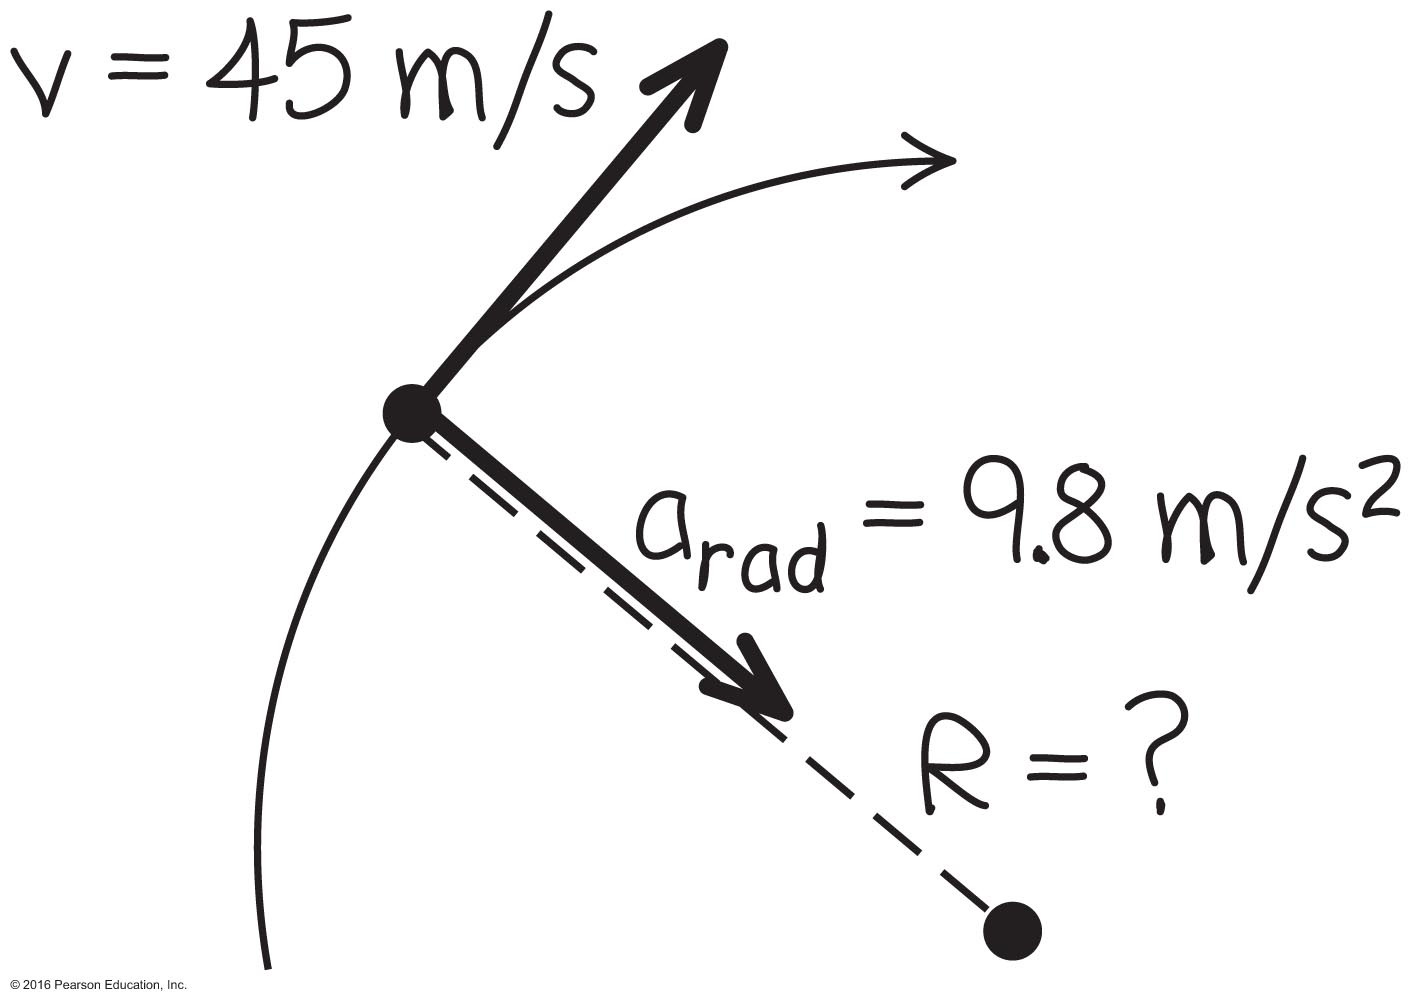 v = 45 m/s
a_rad = 9.8 m/s²
R = ?
© 2016 Pearson Education, Inc.